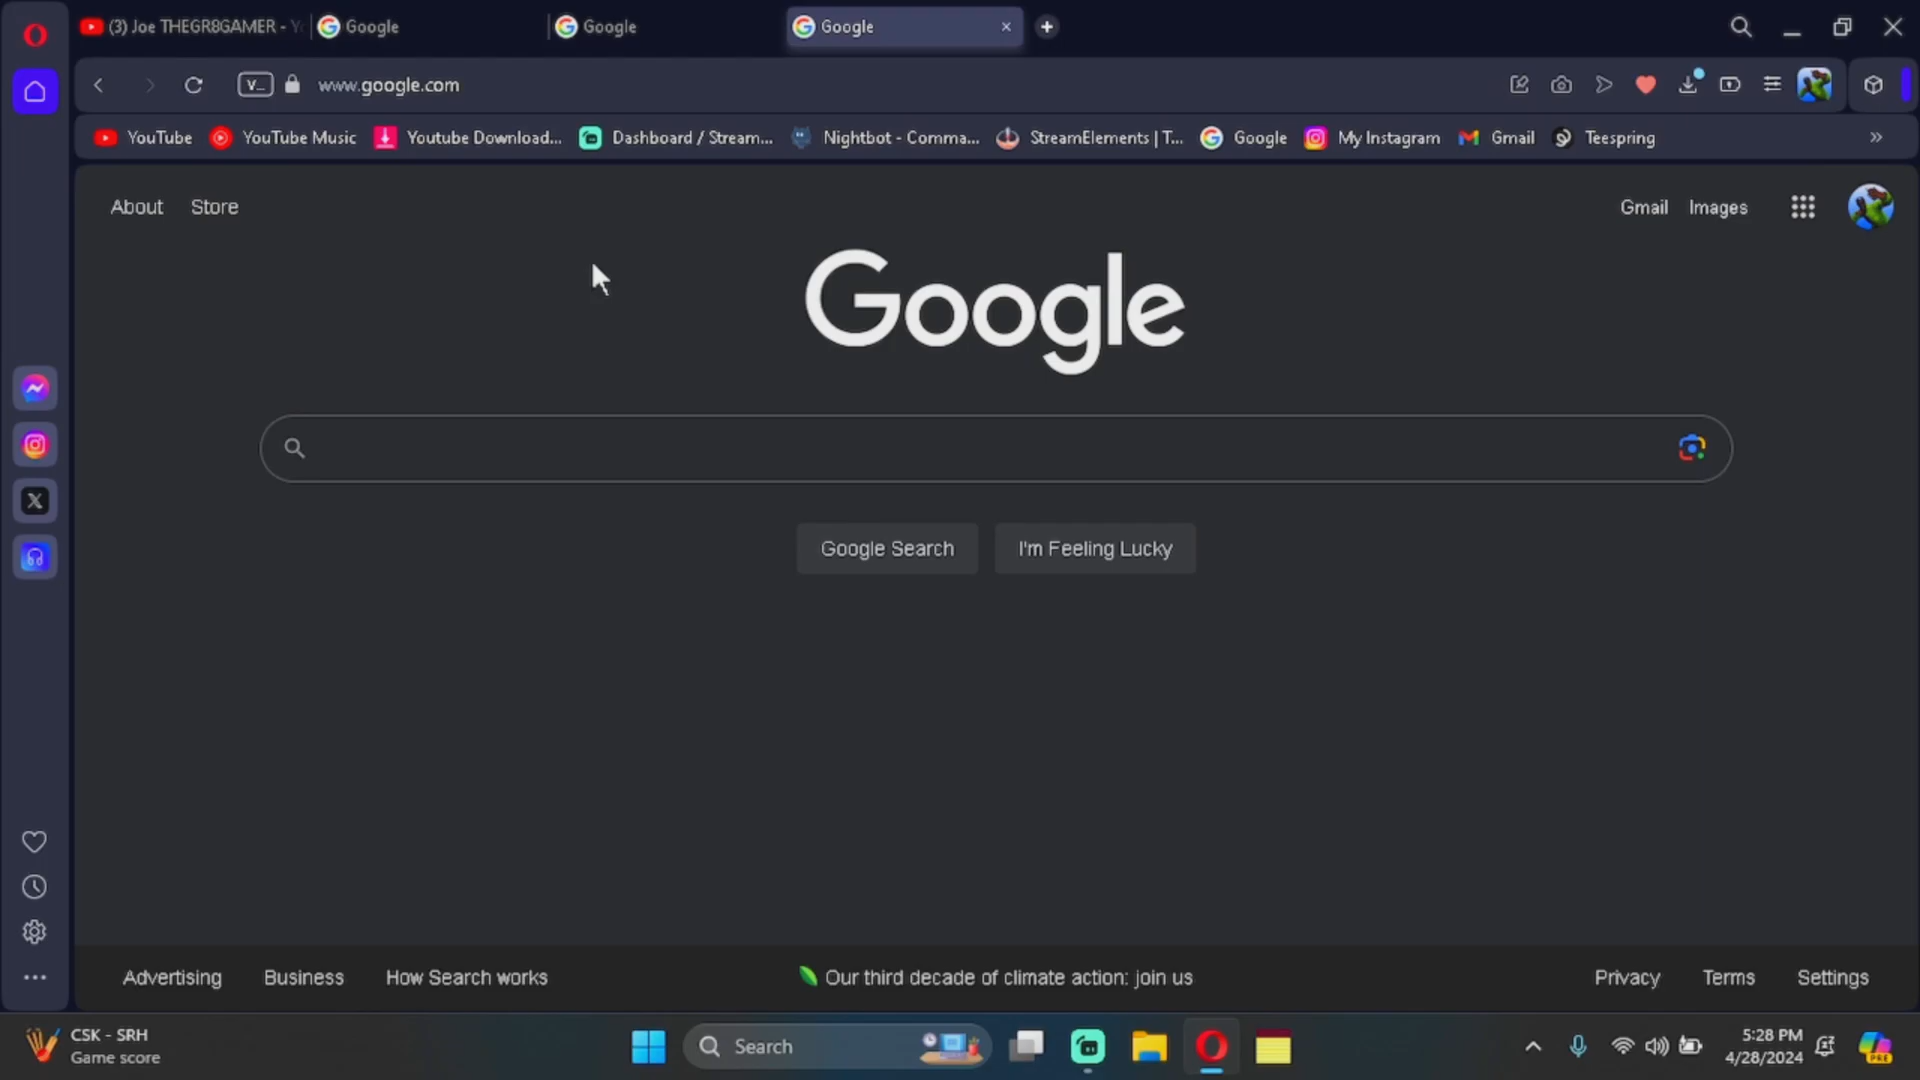 (3) Joe THEGR8GAMER - Google Google Google
V... www.google.com
YouTube YouTube Music Youtube Download... Dashboard / Stream... Nightbot - Comma... StreamElements | T... Google My Instagram Gmail Teespring »
About Store Gmail Images
Google
Google Search I'm Feeling Lucky
Advertising Business How Search works Our third decade of climate action: join us Privacy Terms Settings
CSK - SRH
Game score
Search
5:28 PM
4/28/2024
PRE